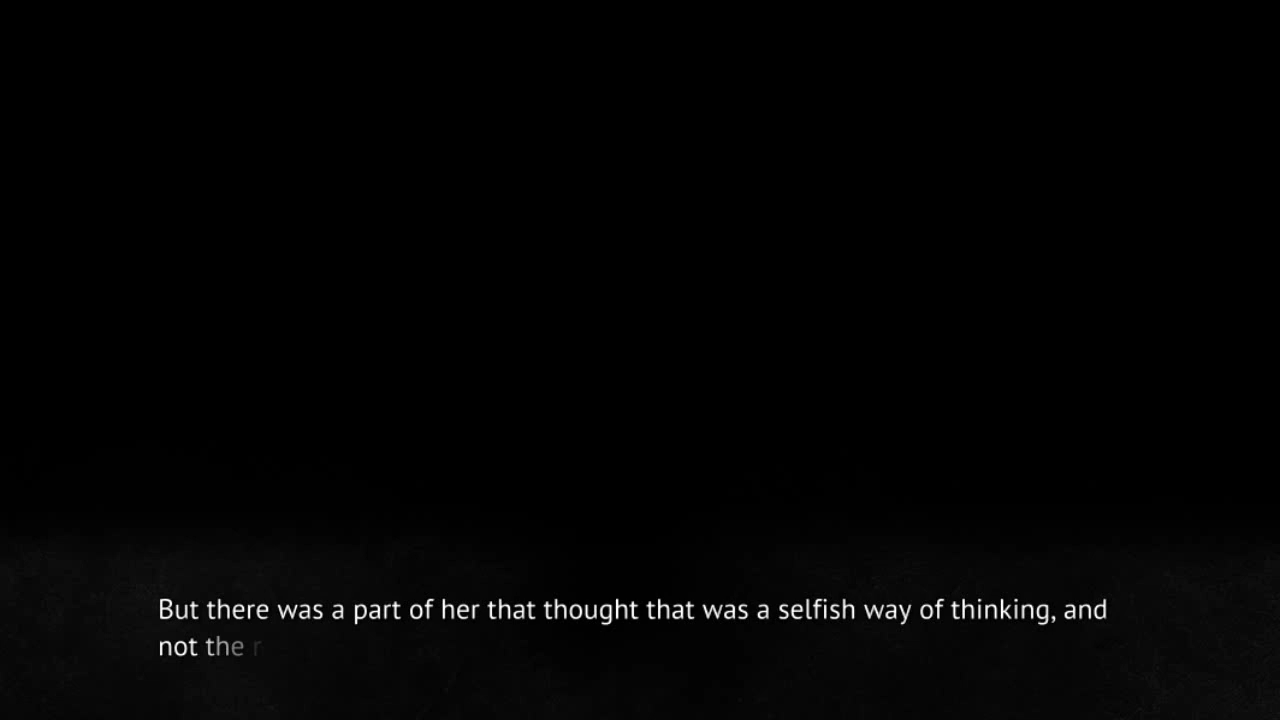 But there was a part of her that thought that was a selfish way of thinking, and
not the r